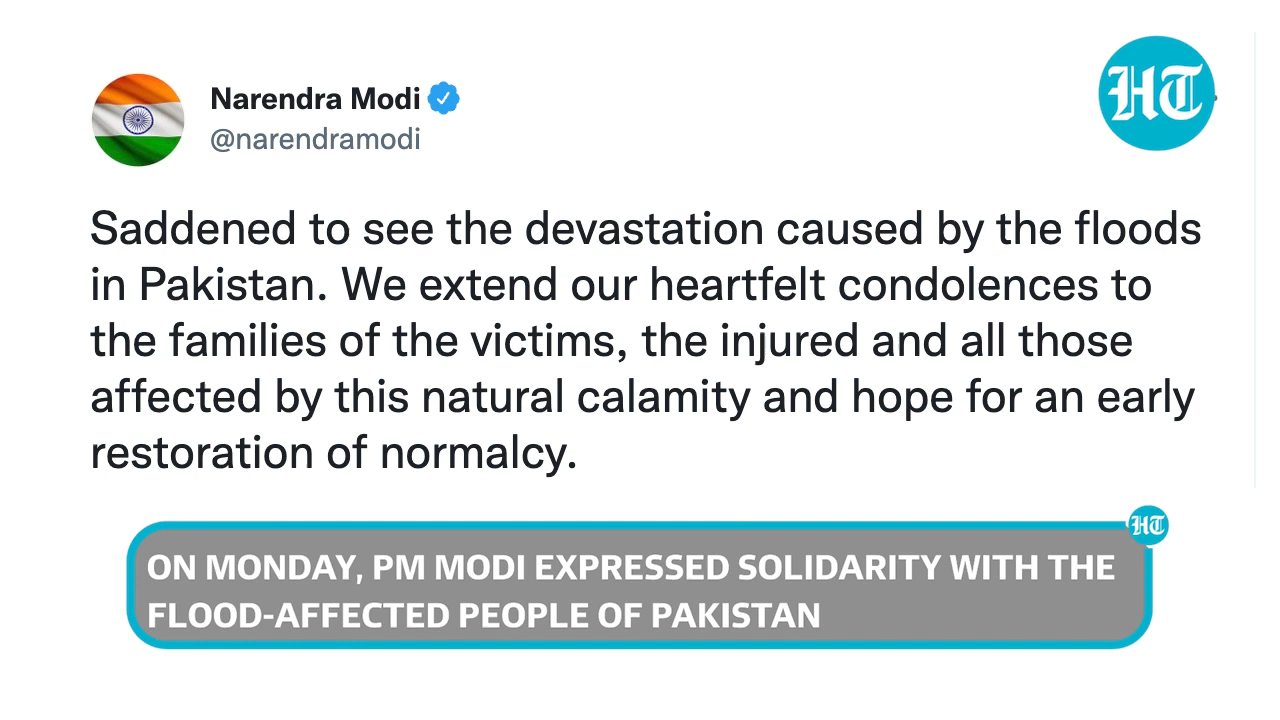 Narendra Modi
@narendramodi
HT
Saddened to see the devastation caused by the floods
in Pakistan. We extend our heartfelt condolences to
the families of the victims, the injured and all those
affected by this natural calamity and hope for an early
restoration of normalcy.
HT
ON MONDAY, PM MODI EXPRESSED SOLIDARITY WITH THE
FLOOD-AFFECTED PEOPLE OF PAKISTAN